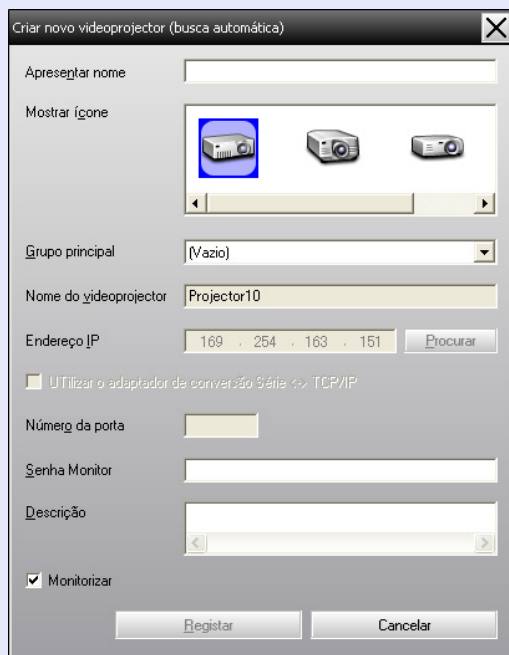 Criar novo videoprojector (busca automática)
Apresentar nome
Mostrar ícone
Grupo principal
(Vazio)
Nome do videoprojector
Projector10
Endereço IP
169 . 254 . 163 . 151
Procurar
UTilizar o adaptador de conversão Série <-> TCP/IP
Número da porta
Senha Monitor
Descrição
Monitorizar
Registar
Cancelar